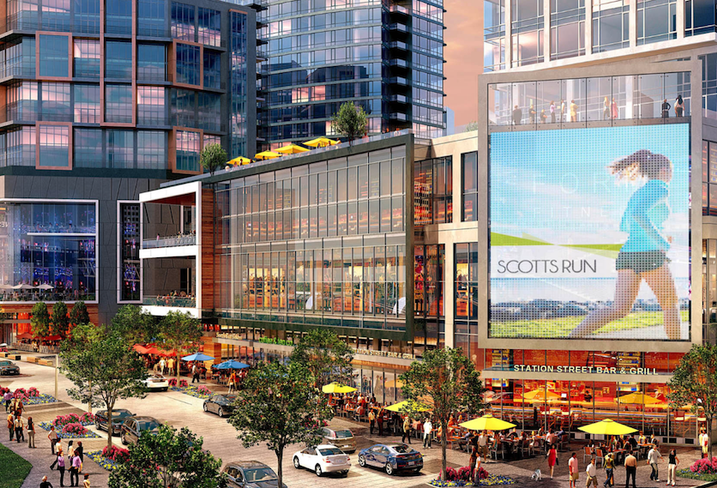 SCOTTS RUN
STATION STREET BAR & GRILL